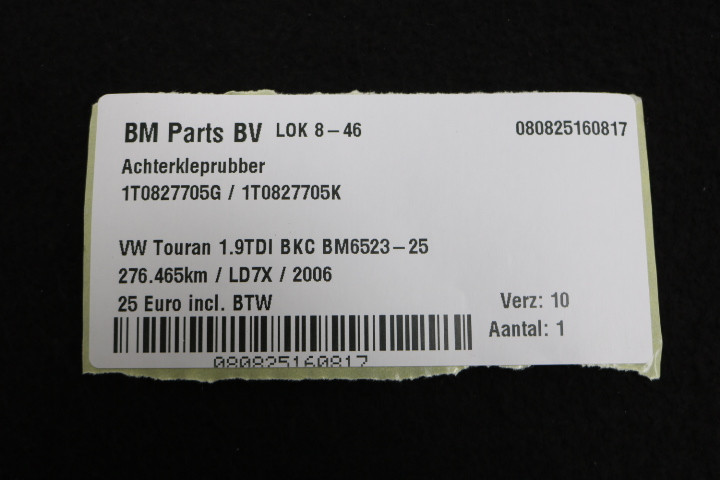 BM Parts BV LOK 8-46 080825160817
Achterkleprubber
1T0827705G / 1T0827705K
VW Touran 1.9TDI BKC BM6523-25
276.465km / LD7X / 2006
25 Euro incl. BTW Verz: 10
Aantal: 1
080825160817